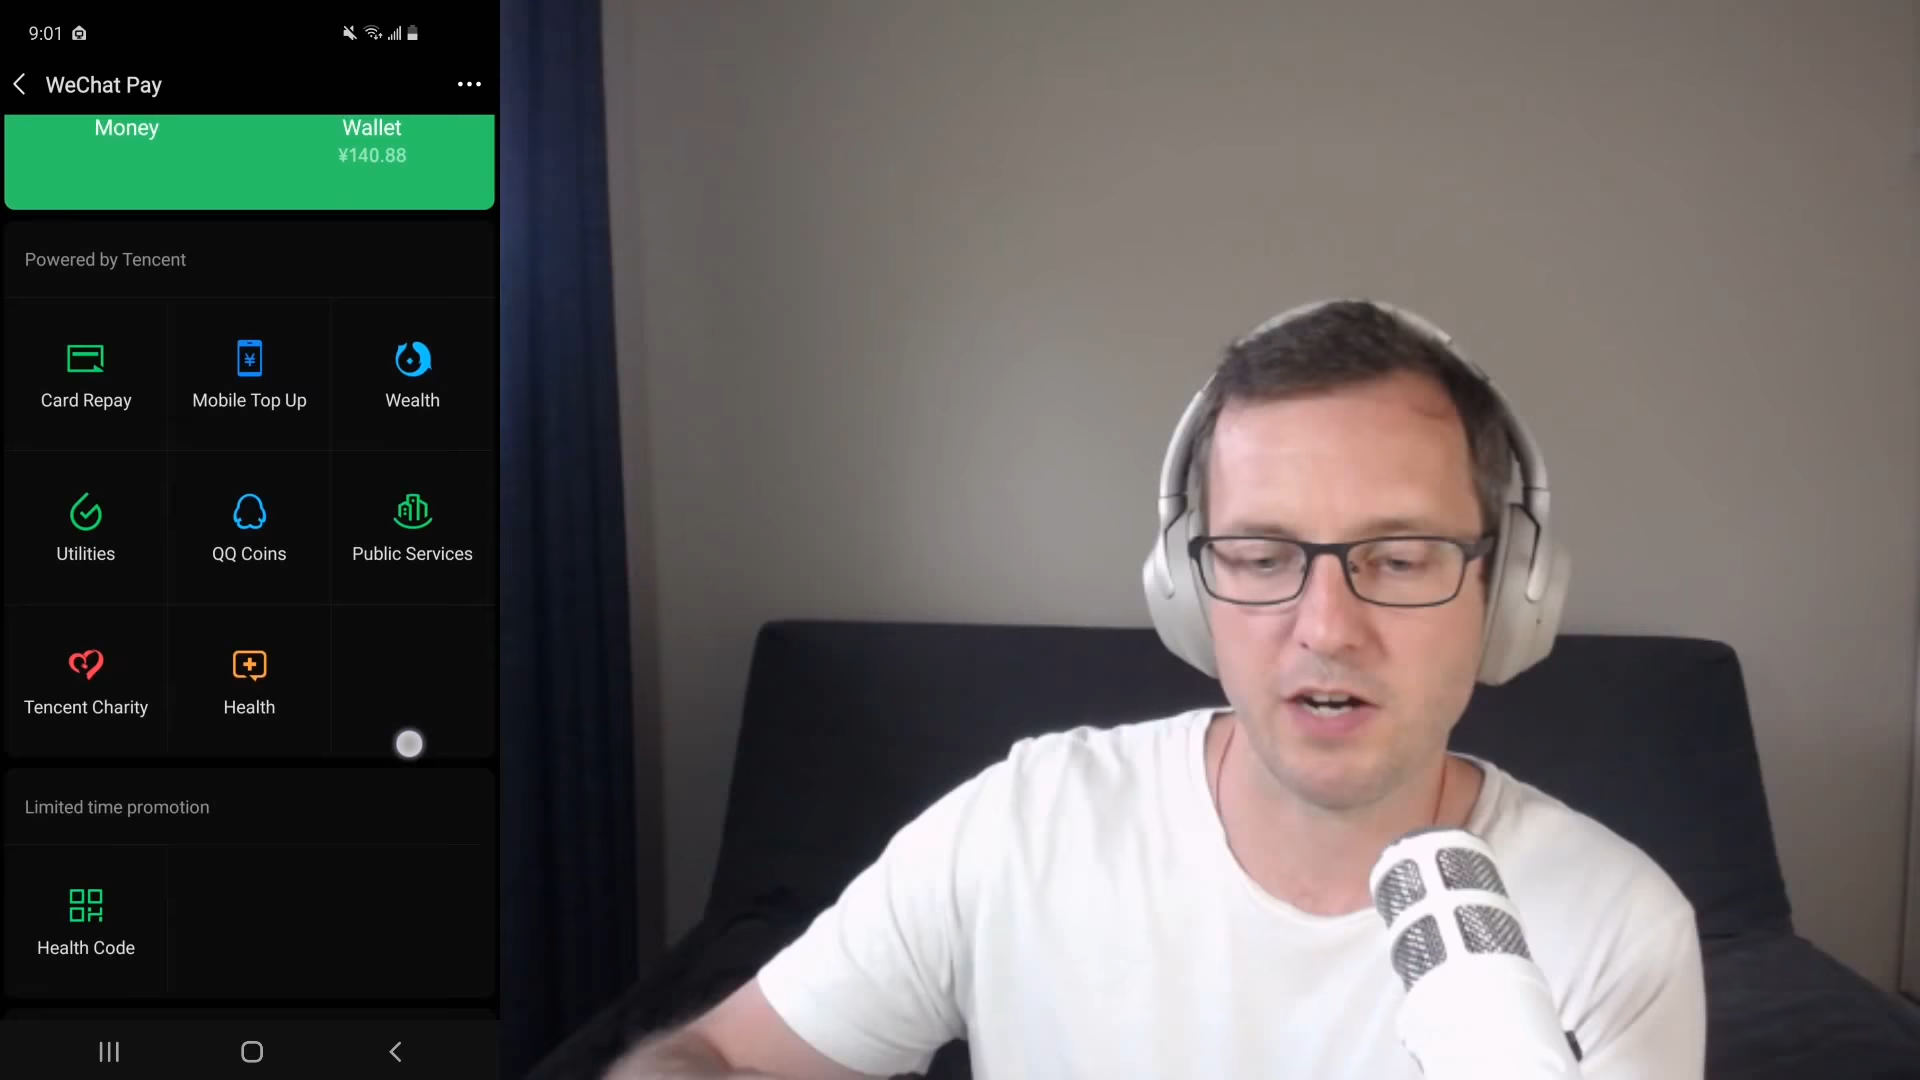 9:01
WeChat Pay
Money Wallet
¥140.88
Powered by Tencent
Card Repay Mobile Top Up Wealth
Utilities QQ Coins Public Services
Tencent Charity Health
Limited time promotion
Health Code